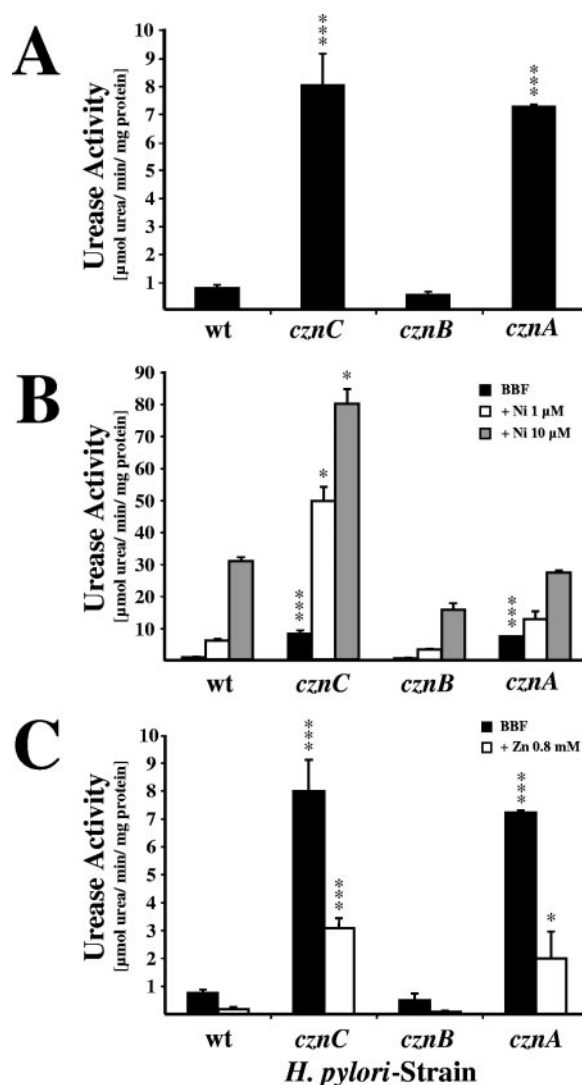 A
Urease Activity
[µmol urea/ min/ mg protein]
10
9
8
7
6
5
4
3
2
1
***
***
wt cznC cznB cznA
B
Urease Activity
[µmol urea/ min/ mg protein]
90
80
70
60
50
40
30
20
10
BBF
+ Ni 1 µM
+ Ni 10 µM
***
*
*
***
wt cznC cznB cznA
C
Urease Activity
[µmol urea/ min/ mg protein]
10
9
8
7
6
5
4
3
2
1
BBF
+ Zn 0.8 mM
***
***
***
*
wt cznC cznB cznA
H. pylori-Strain